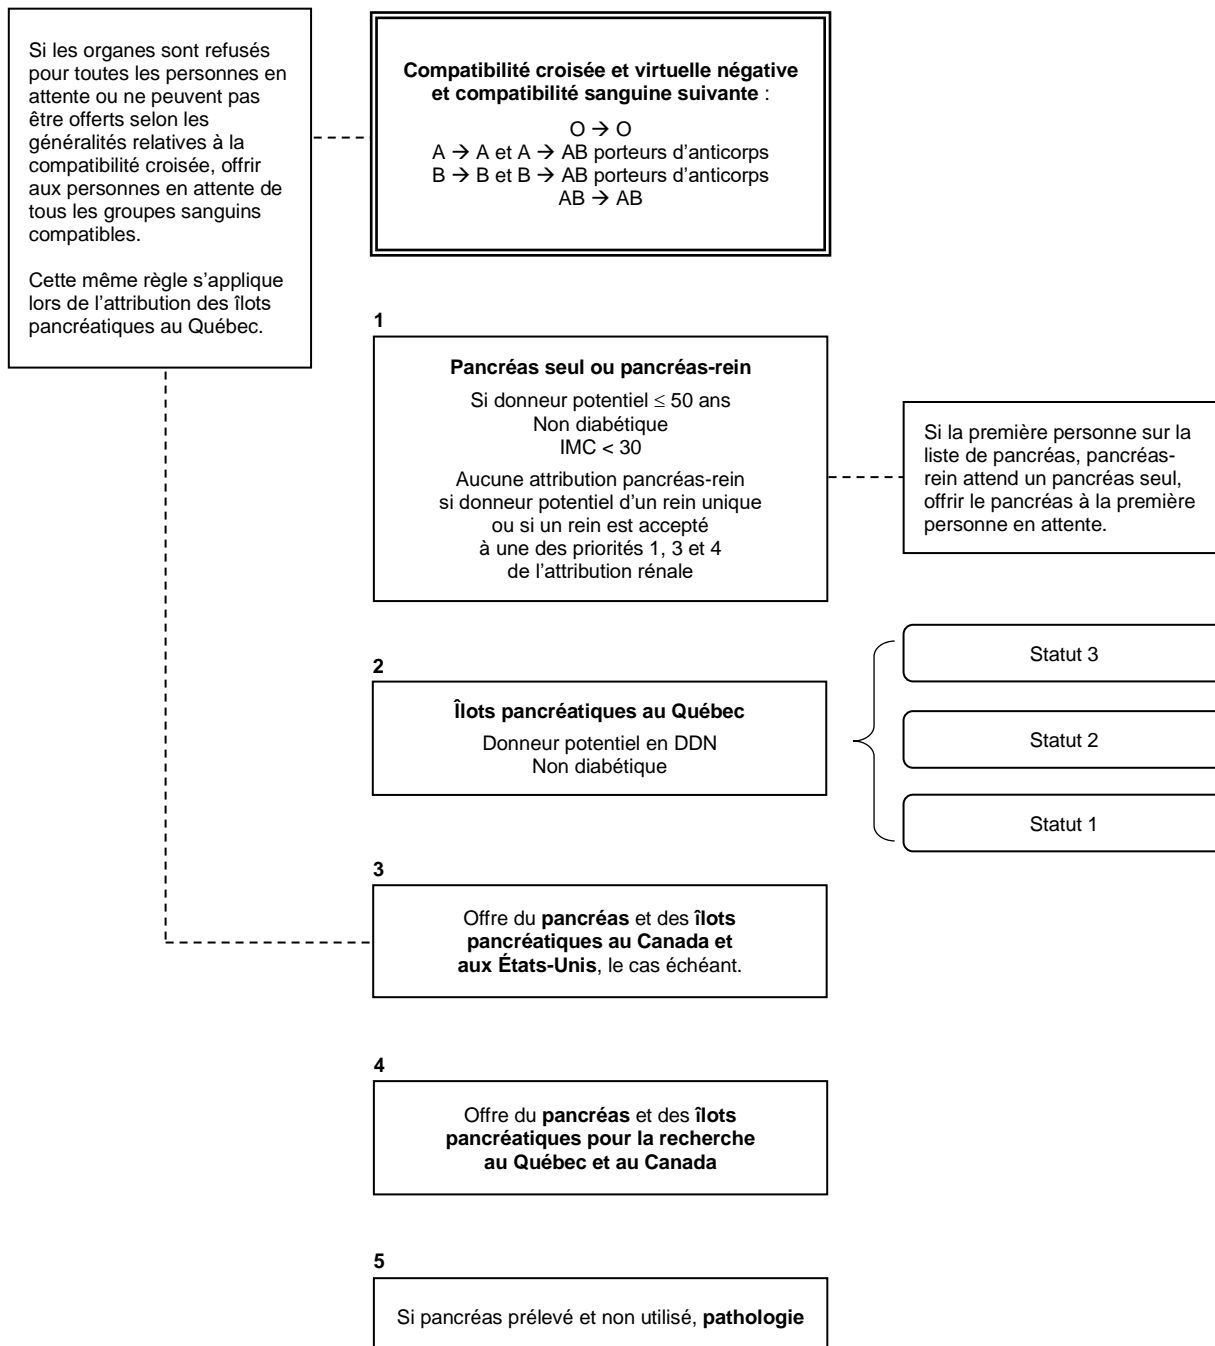 Si les organes sont refusés
pour toutes les personnes en
attente ou ne peuvent pas
être offerts selon les
généralités relatives à la
compatibilité croisée, offrir
aux personnes en attente de
tous les groupes sanguins
compatibles.
Cette même règle s'applique
lors de l'attribution des îlots
pancréatiques au Québec.
Compatibilité croisée et virtuelle négative
et compatibilité sanguine suivante :
O → O
A → A et A → AB porteurs d'anticorps
B → B et B → AB porteurs d'anticorps
AB → AB
1
Pancréas seul ou pancréas-rein
Si donneur potentiel ≤ 50 ans
Non diabétique
IMC < 30
Aucune attribution pancréas-rein
si donneur potentiel d'un rein unique
ou si un rein est accepté
à une des priorités 1, 3 et 4
de l'attribution rénale
Si la première personne sur la
liste de pancréas, pancréas-
rein attend un pancréas seul,
offrir le pancréas à la première
personne en attente.
2
Îlots pancréatiques au Québec
Donneur potentiel en DDN
Non diabétique
Statut 3
Statut 2
Statut 1
3
Offre du pancréas et des îlots
pancréatiques au Canada et
aux États-Unis, le cas échéant.
4
Offre du pancréas et des îlots
pancréatiques pour la recherche
au Québec et au Canada
5
Si pancréas prélevé et non utilisé, pathologie